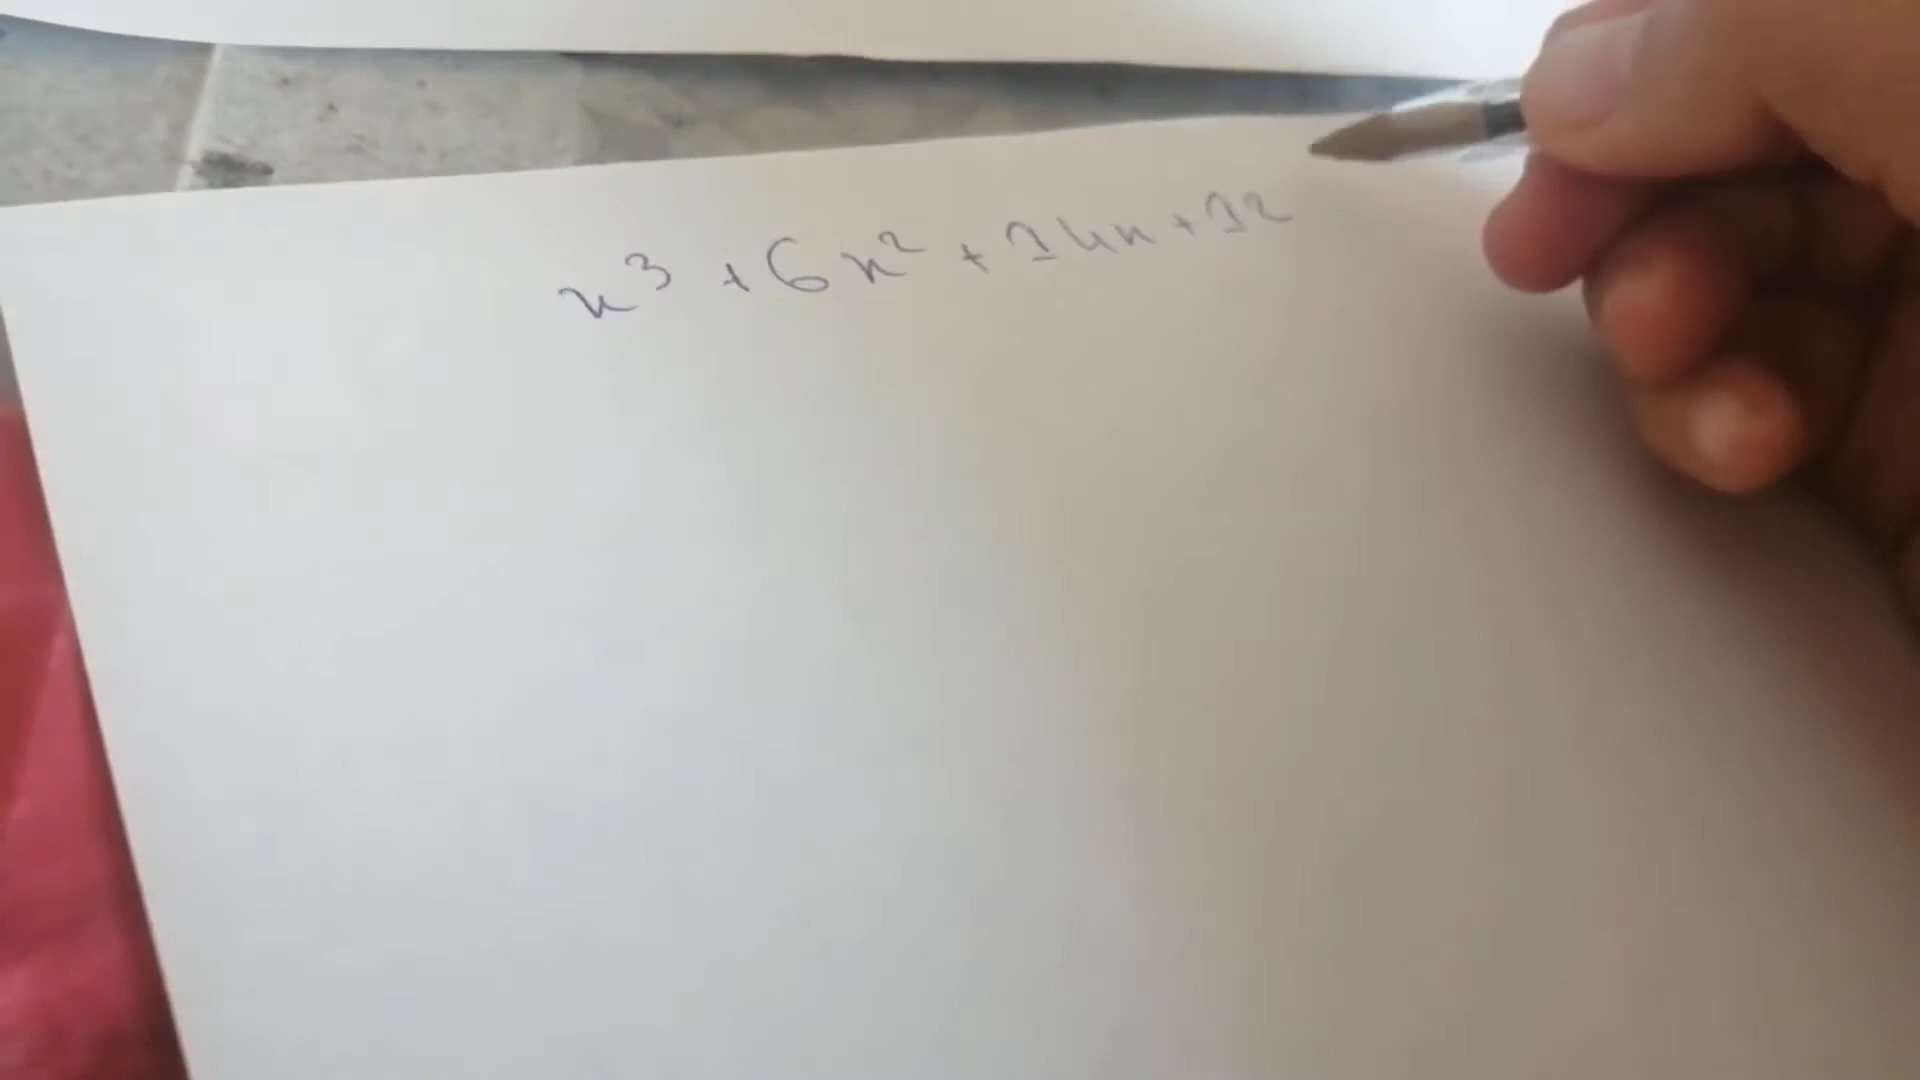 x³ + 6x² + 14x + 12